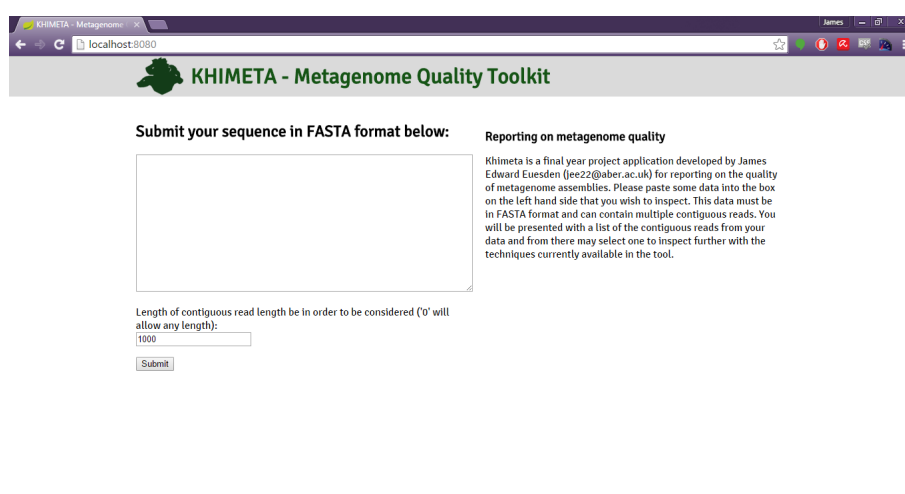 KHIMETA - Metagenome
James
localhost:8080
KHIMETA - Metagenome Quality Toolkit
Submit your sequence in FASTA format below:
Length of contiguous read length be in order to be considered ('0' will
allow any length):
1000
Submit
Reporting on metagenome quality
Khimeta is a final year project application developed by James
Edward Euesden (jee22@aber.ac.uk) for reporting on the quality
of metagenome assemblies. Please paste some data into the box
on the left hand side that you wish to inspect. This data must be
in FASTA format and can contain multiple contiguous reads. You
will be presented with a list of the contiguous reads from your
data and from there may select one to inspect further with the
techniques currently available in the tool.